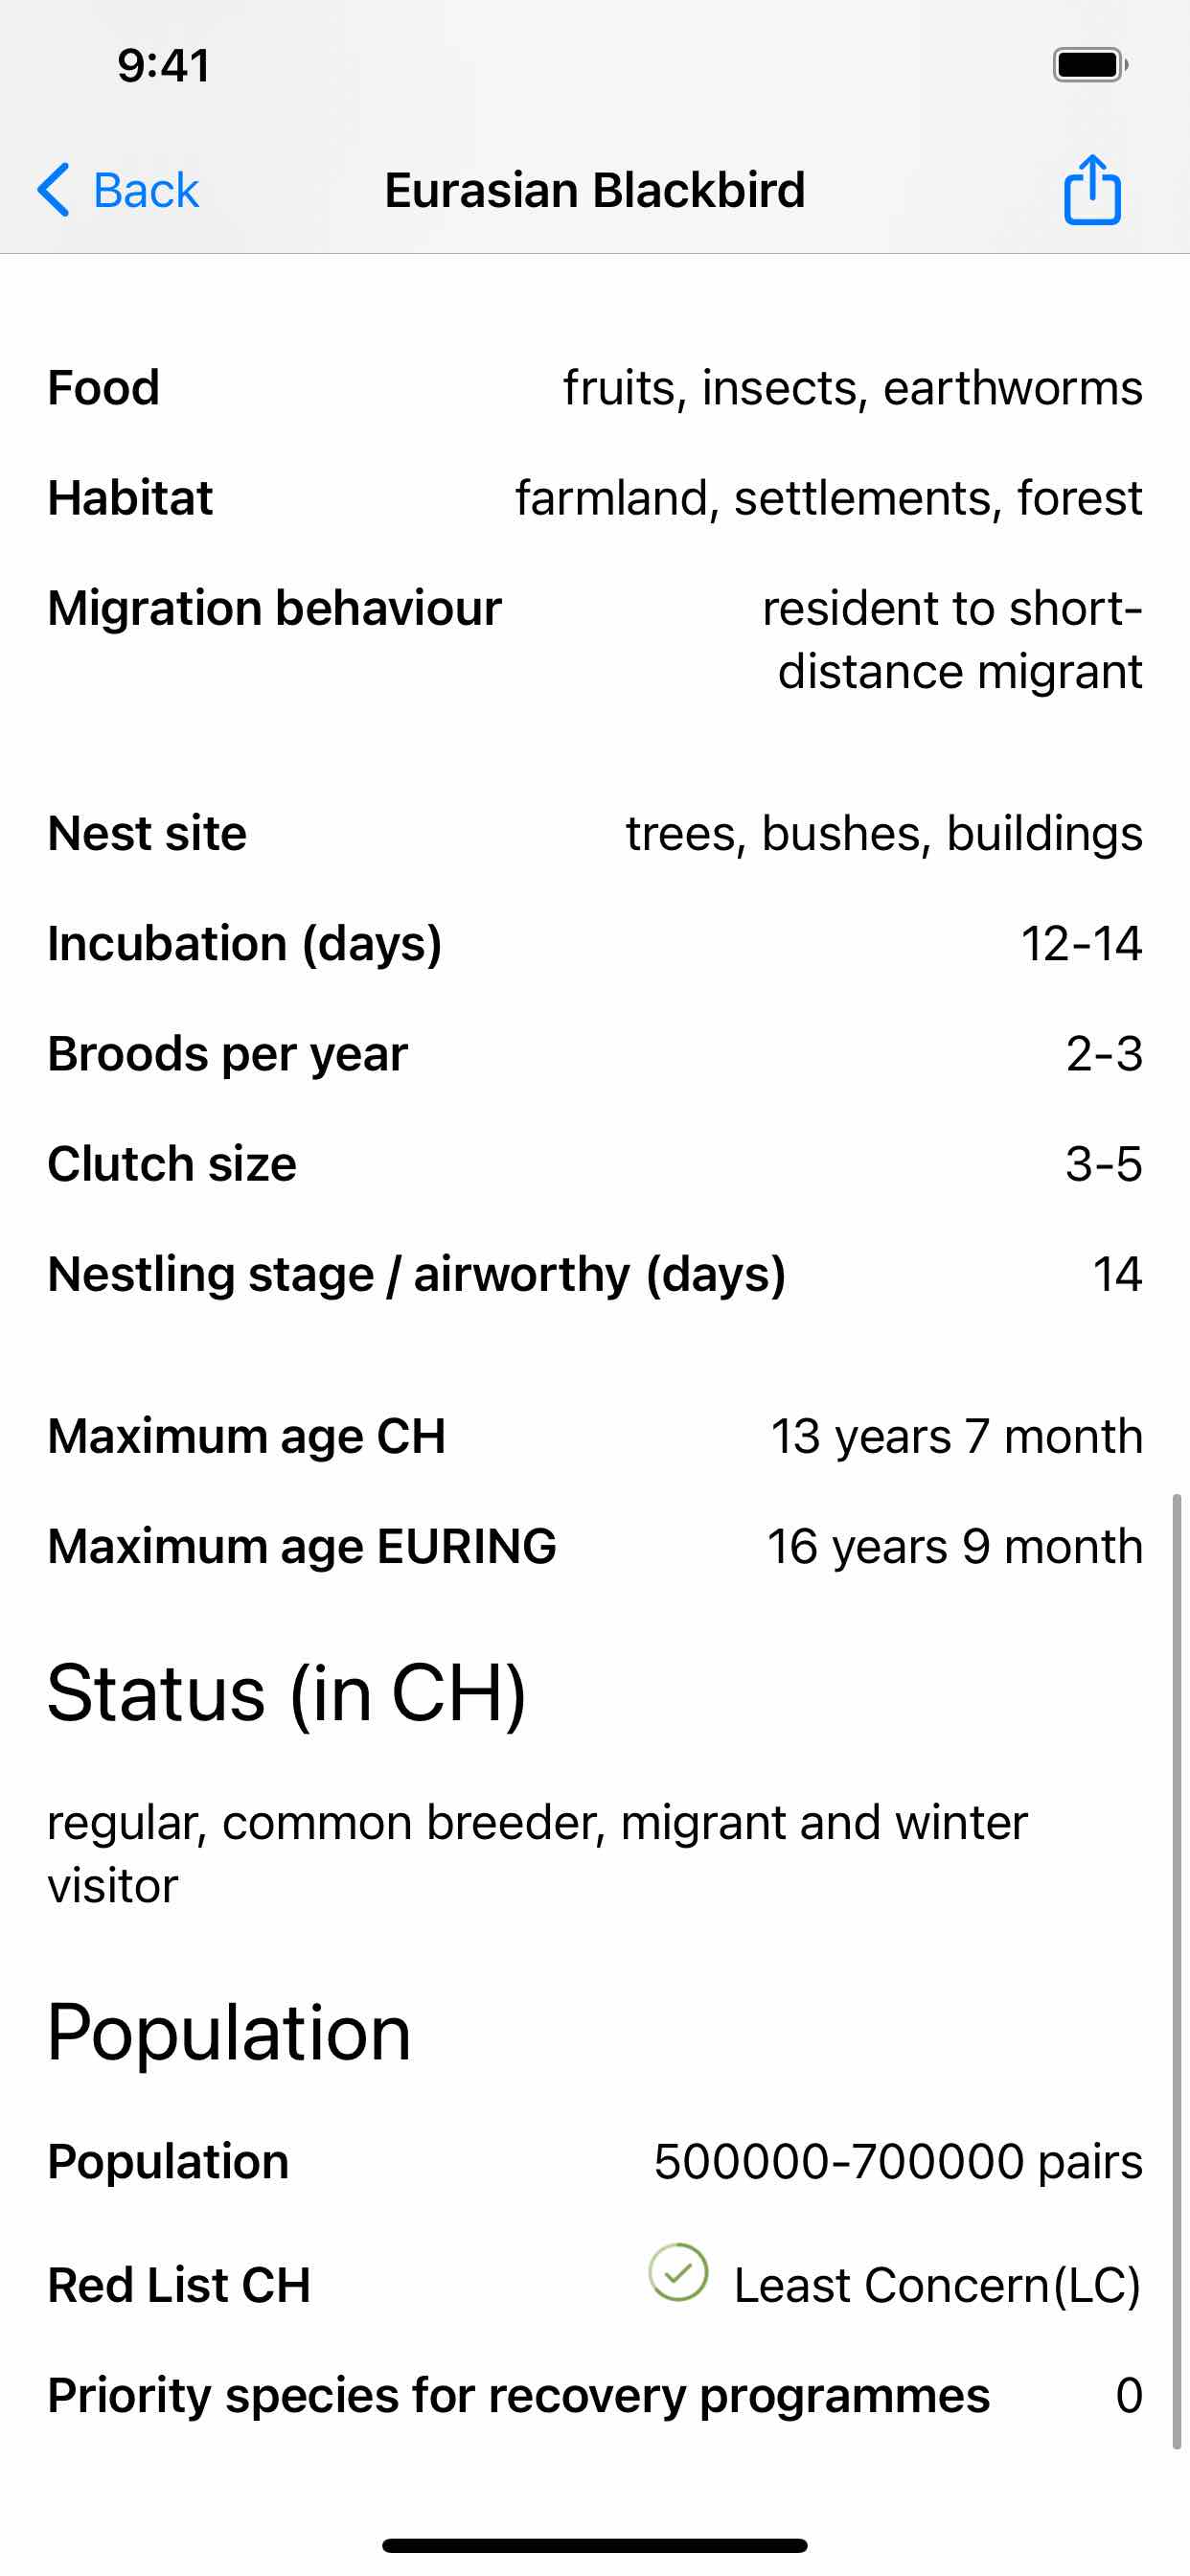 9:41
Back
Eurasian Blackbird
Food fruits, insects, earthworms
Habitat farmland, settlements, forest
Migration behaviour resident to short-
distance migrant
Nest site trees, bushes, buildings
Incubation (days) 12-14
Broods per year 2-3
Clutch size 3-5
Nestling stage / airworthy (days) 14
Maximum age CH 13 years 7 month
Maximum age EURING 16 years 9 month
Status (in CH)
regular, common breeder, migrant and winter
visitor
Population
Population 500000-700000 pairs
Red List CH Least Concern(LC)
Priority species for recovery programmes 0